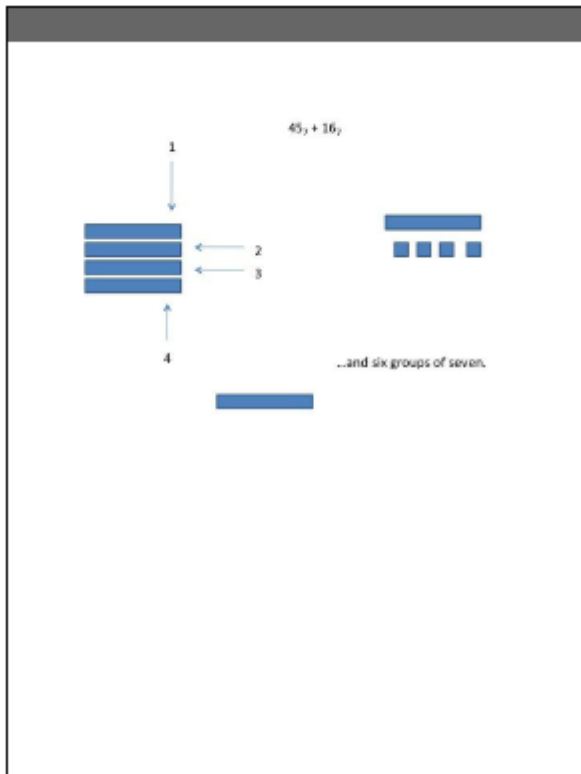 45₇ + 16₇
1
2
3
4
...and six groups of seven.